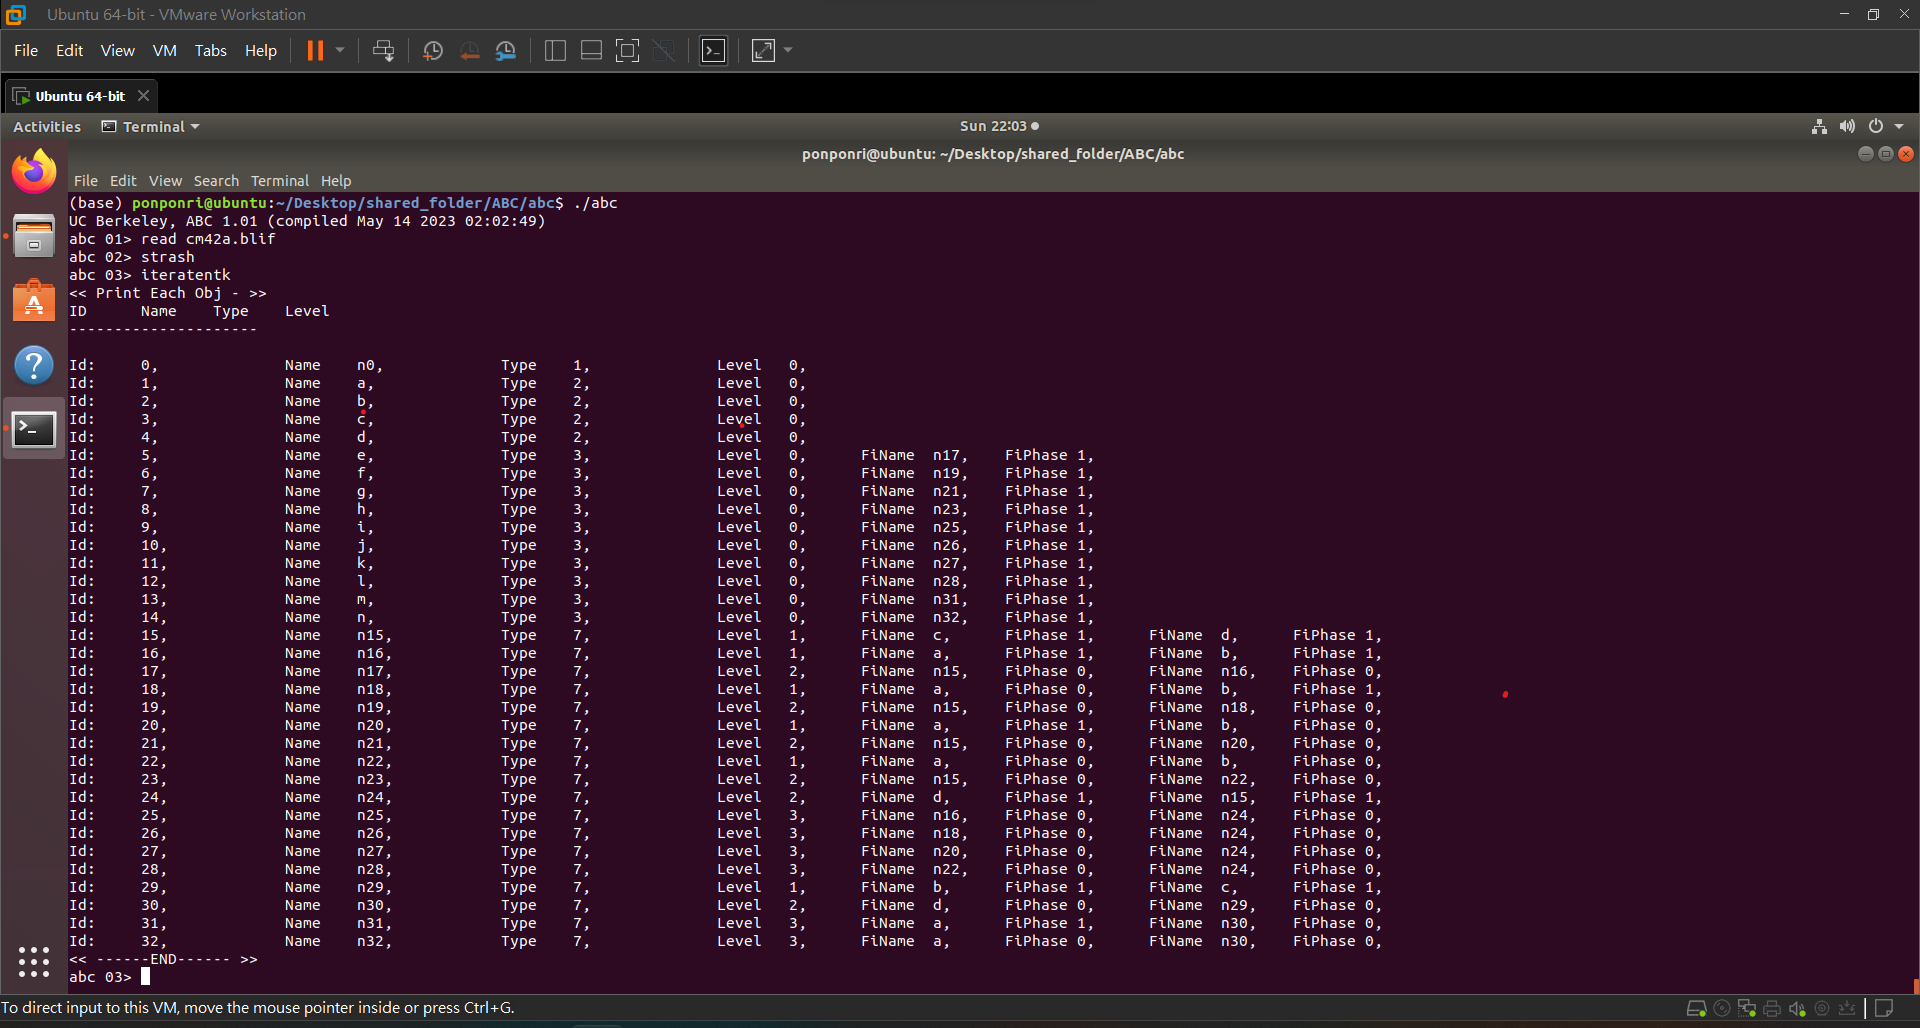 Ubuntu 64-bit - VMware Workstation
File Edit View VM Tabs Help
Ubuntu 64-bit
Activities Terminal Sun 22:03
ponponri@ubuntu: ~/Desktop/shared_folder/ABC/abc
File Edit View Search Terminal Help
(base) ponponri@ubuntu:~/Desktop/shared_folder/ABC/abc$ ./abc
UC Berkeley, ABC 1.01 (compiled May 14 2023 02:02:49)
abc 01> read cm42a.blif
abc 02> strash
abc 03> iteratentk
<< Print Each Obj - >>
ID Name Type Level
---------------------
Id: 0, Name n0, Type 1, Level 0,
Id: 1, Name a, Type 2, Level 0,
Id: 2, Name b, Type 2, Level 0,
Id: 3, Name c, Type 2, Level 0,
Id: 4, Name d, Type 2, Level 0,
Id: 5, Name e, Type 3, Level 0, FiName n17, FiPhase 1,
Id: 6, Name f, Type 3, Level 0, FiName n19, FiPhase 1,
Id: 7, Name g, Type 3, Level 0, FiName n21, FiPhase 1,
Id: 8, Name h, Type 3, Level 0, FiName n23, FiPhase 1,
Id: 9, Name i, Type 3, Level 0, FiName n25, FiPhase 1,
Id: 10, Name j, Type 3, Level 0, FiName n26, FiPhase 1,
Id: 11, Name k, Type 3, Level 0, FiName n27, FiPhase 1,
Id: 12, Name l, Type 3, Level 0, FiName n28, FiPhase 1,
Id: 13, Name m, Type 3, Level 0, FiName n31, FiPhase 1,
Id: 14, Name n, Type 3, Level 0, FiName n32, FiPhase 1,
Id: 15, Name n15, Type 7, Level 1, FiName c, FiPhase 1, FiName d, FiPhase 1,
Id: 16, Name n16, Type 7, Level 1, FiName a, FiPhase 1, FiName b, FiPhase 1,
Id: 17, Name n17, Type 7, Level 2, FiName n15, FiPhase 0, FiName n16, FiPhase 0,
Id: 18, Name n18, Type 7, Level 1, FiName a, FiPhase 0, FiName b, FiPhase 1,
Id: 19, Name n19, Type 7, Level 2, FiName n15, FiPhase 0, FiName n18, FiPhase 0,
Id: 20, Name n20, Type 7, Level 1, FiName a, FiPhase 1, FiName b, FiPhase 0,
Id: 21, Name n21, Type 7, Level 2, FiName n15, FiPhase 0, FiName n20, FiPhase 0,
Id: 22, Name n22, Type 7, Level 1, FiName a, FiPhase 0, FiName b, FiPhase 0,
Id: 23, Name n23, Type 7, Level 2, FiName n15, FiPhase 0, FiName n22, FiPhase 0,
Id: 24, Name n24, Type 7, Level 2, FiName d, FiPhase 1, FiName n15, FiPhase 1,
Id: 25, Name n25, Type 7, Level 3, FiName n16, FiPhase 0, FiName n24, FiPhase 0,
Id: 26, Name n26, Type 7, Level 3, FiName n18, FiPhase 0, FiName n24, FiPhase 0,
Id: 27, Name n27, Type 7, Level 3, FiName n20, FiPhase 0, FiName n24, FiPhase 0,
Id: 28, Name n28, Type 7, Level 3, FiName n22, FiPhase 0, FiName n24, FiPhase 0,
Id: 29, Name n29, Type 7, Level 1, FiName b, FiPhase 1, FiName c, FiPhase 1,
Id: 30, Name n30, Type 7, Level 2, FiName d, FiPhase 0, FiName n29, FiPhase 0,
Id: 31, Name n31, Type 7, Level 3, FiName a, FiPhase 1, FiName n30, FiPhase 0,
Id: 32, Name n32, Type 7, Level 3, FiName a, FiPhase 0, FiName n30, FiPhase 0,
<< ------END------ >>
abc 03>
To direct input to this VM, move the mouse pointer inside or press Ctrl+G.